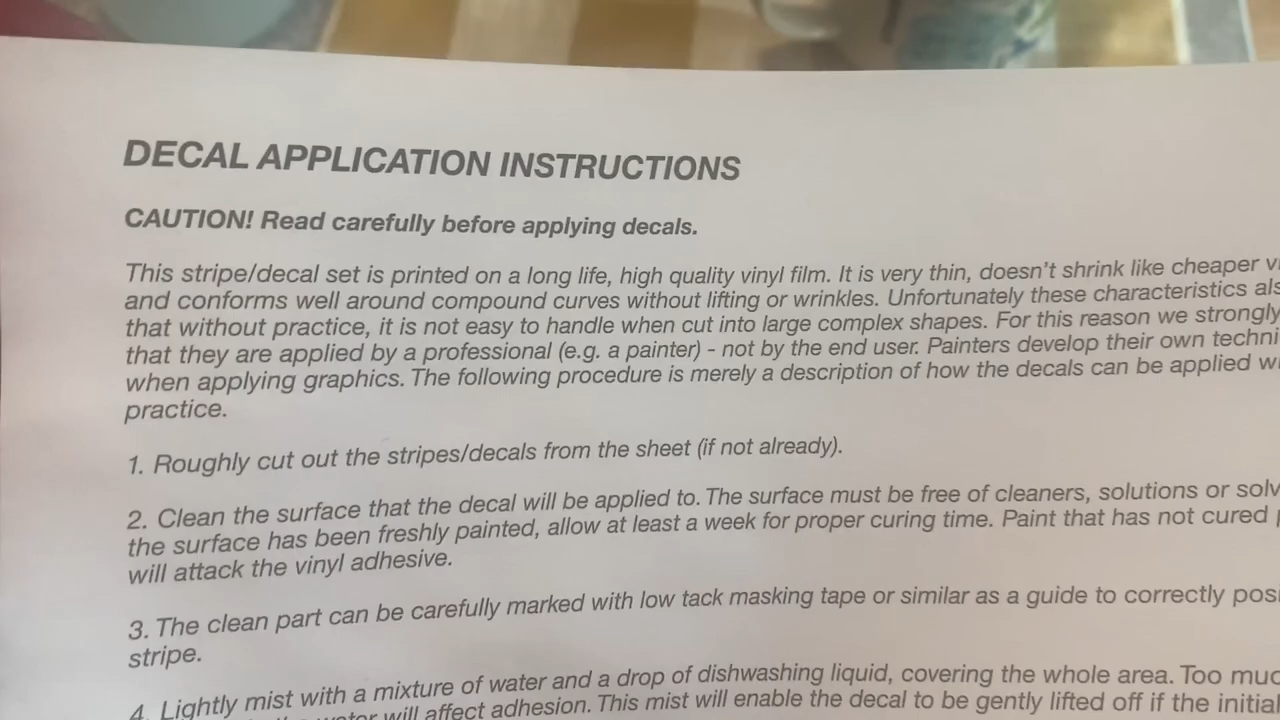 DECAL APPLICATION INSTRUCTIONS
CAUTION! Read carefully before applying decals.
This stripe/decal set is printed on a long life, high quality vinyl film. It is very thin, doesn't shrink like cheaper
and conforms well around compound curves without lifting or wrinkles. Unfortunately these characteristics
that without practice, it is not easy to handle when cut into large complex shapes. For this reason we strongly
that they are applied by a professional (e.g. a painter) - not by the end user. Painters develop their own
when applying graphics. The following procedure is merely a description of how the decals can be applied
practice.
1. Roughly cut out the stripes/decals from the sheet (if not already).
2. Clean the surface that the decal will be applied to. The surface must be free of cleaners, solutions or
the surface has been freshly painted, allow at least a week for proper curing time. Paint that has not cured
will attack the vinyl adhesive.
3. The clean part can be carefully marked with low tack masking tape or similar as a guide to correctly
stripe.
4. Lightly mist with a mixture of water and a drop of dishwashing liquid, covering the whole area. Too
water will affect adhesion. This mist will enable the decal to be gently lifted off if the initial